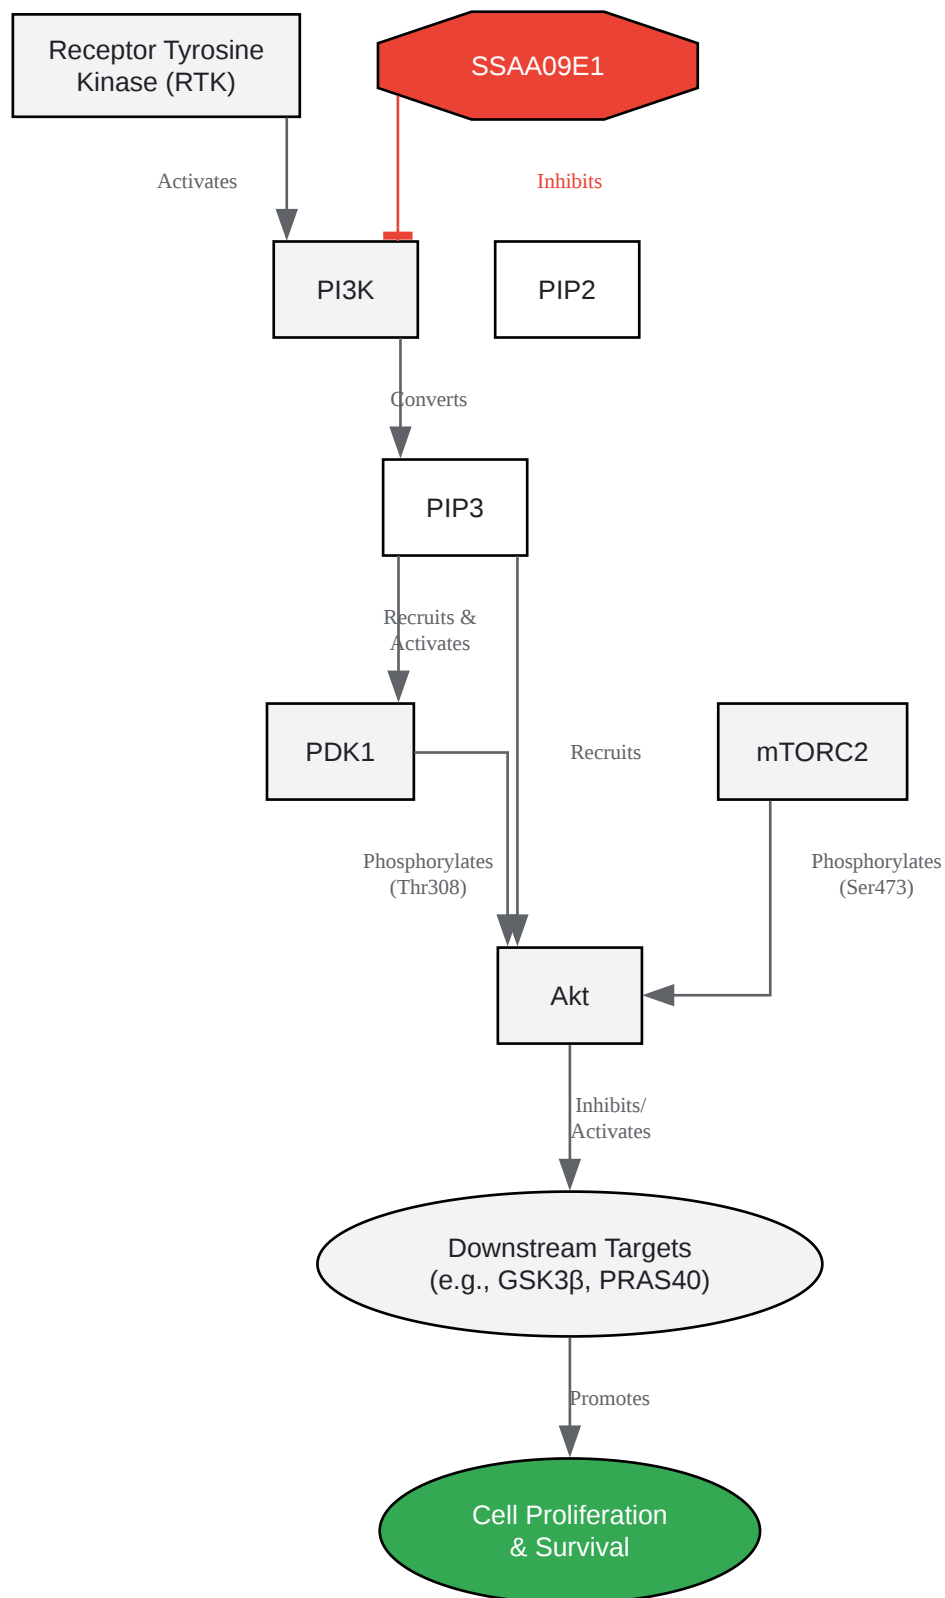 Receptor Tyrosine
Kinase (RTK)
SSAA09E1
Activates
Inhibits
PI3K
PIP2
Converts
PIP3
Recruits &
Activates
PDK1
Recruits
mTORC2
Phosphorylates
(Thr308)
Phosphorylates
(Ser473)
Akt
Inhibits/
Activates
Downstream Targets
(e.g., GSK3β, PRAS40)
Promotes
Cell Proliferation
& Survival